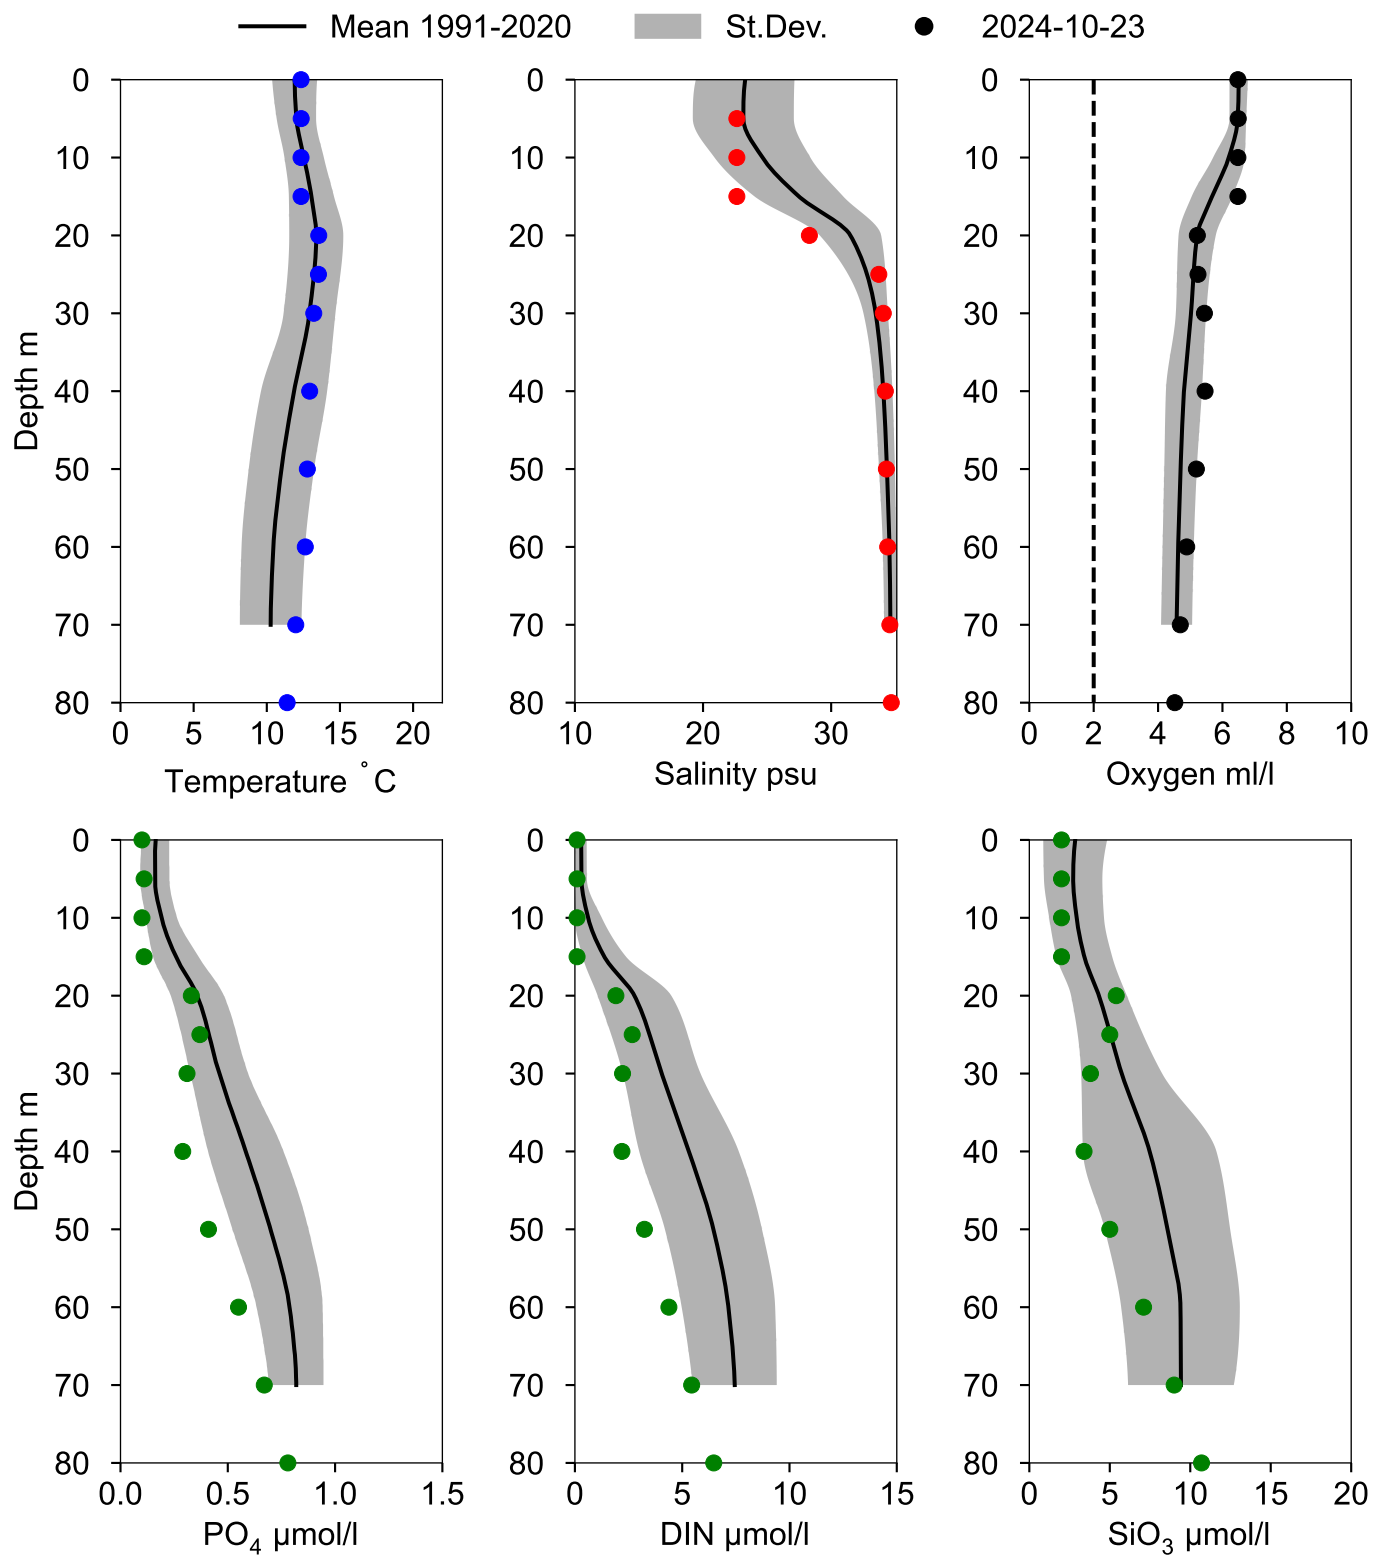 Mean 1991-2020 St.Dev. 2024-10-23
0 0 0
10 10 10
20 20 20
30 30 30
40 40 40
50 50 50
60 60 60
70 70 70
80 80 80
Depth m
0 5 10 15 20 10 20 30 0 2 4 6 8 10
Temperature °C Salinity psu Oxygen ml/l
0 0 0
10 10 10
20 20 20
30 30 30
40 40 40
50 50 50
60 60 60
70 70 70
80 80 80
Depth m
0.0 0.5 1.0 1.5 0 5 10 15 0 5 10 15 20
PO₄ µmol/l DIN µmol/l SiO₃ µmol/l